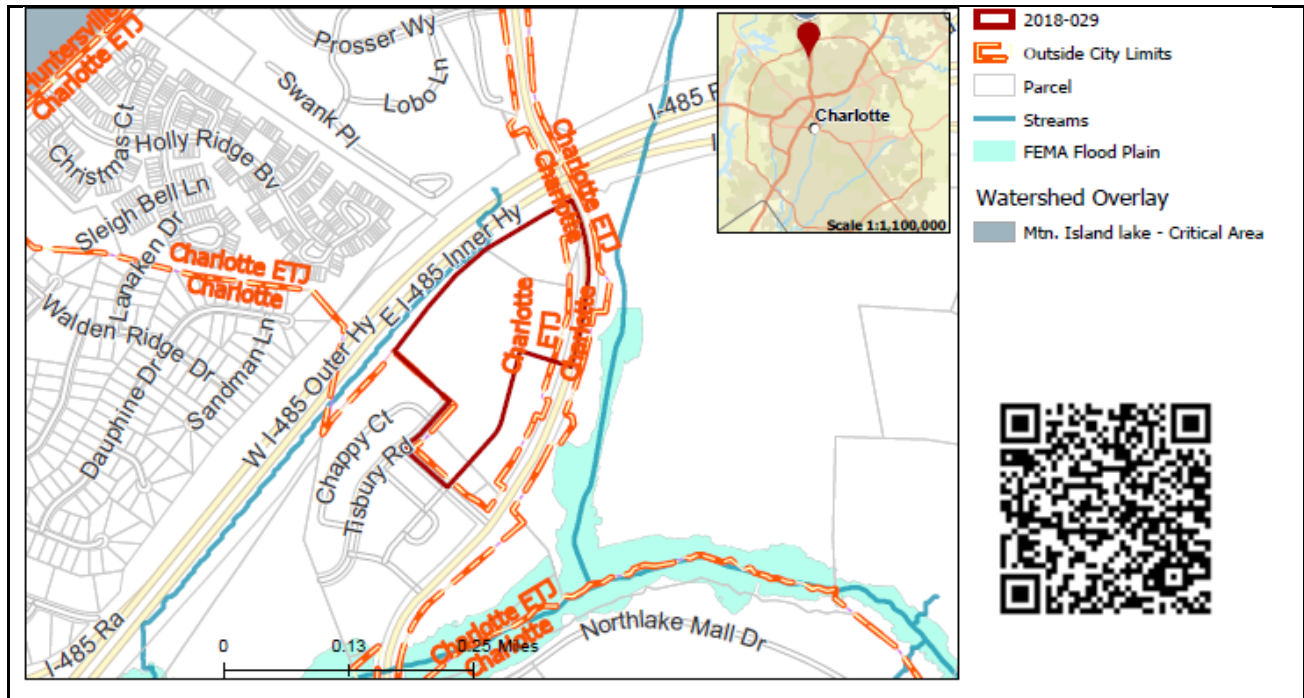 Huntersville
Charlotte ETJ
Prosser Wy
Lobo Ln
Swank Pl
Christmas Ct
Holly Ridge Bv
Sleigh Bell Ln
Lanaken Dr
Charlotte ETJ
Charlotte
Walden Ridge Dr
Sandman Ln
Dauphine Dr
W I-485 Outer Hy
E I-485 Inner Hy
Charlotte ETJ
Charlotte
Charlotte
ETJ
Charlotte
Chappy Ct
Tisbury Rd
I-485 Ra
Charlotte ETJ
Charlotte
Northlake Mall Dr
0
0.13
0.25 Miles
I-485
Charlotte
Scale 1:1,100,000
2018-029
Outside City Limits
Parcel
Streams
FEMA Flood Plain
Watershed Overlay
Mtn. Island lake - Critical Area